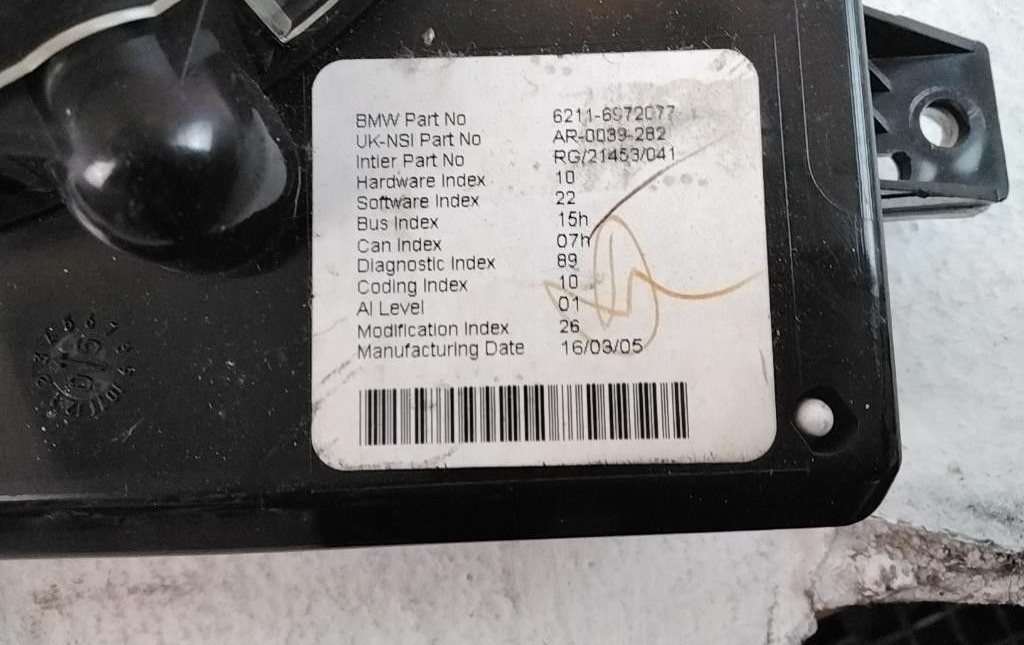 BMW Part No 6211-6972077
UK-NSI Part No AR-0039-282
Intier Part No RG/21453/041
Hardware Index 10
Software Index 22
Bus Index 15h
Can Index 07h
Diagnostic Index 89
Coding Index 10
AI Level 01
Modification Index 26
Manufacturing Date 16/03/05